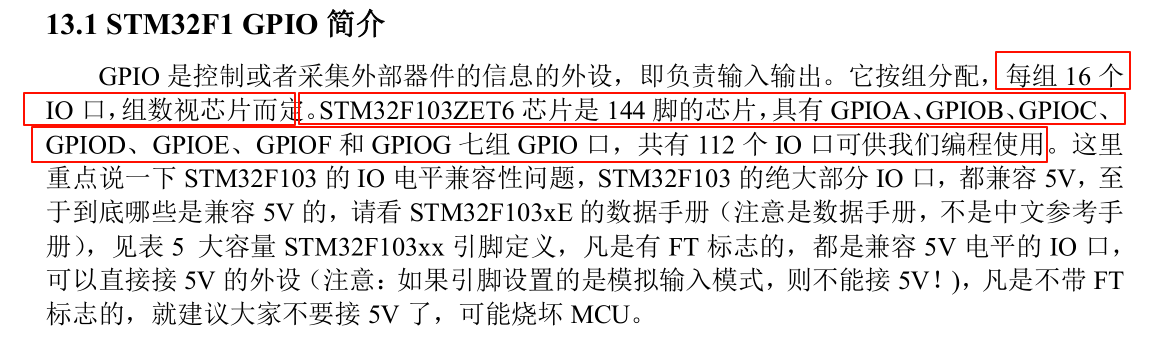 13.1 STM32F1 GPIO 简介
GPIO 是控制或者采集外部器件的信息的外设，即负责输入输出。它按组分配，每组 16 个
IO 口，组数视芯片而定。STM32F103ZET6 芯片是 144 脚的芯片，具有 GPIOA、GPIOB、GPIOC、
GPIOD、GPIOE、GPIOF 和 GPIOG 七组 GPIO 口，共有 112 个 IO 口可供我们编程使用。这里
重点说一下 STM32F103 的 IO 电平兼容性问题，STM32F103 的绝大部分 IO 口，都兼容 5V，至
于到底哪些是兼容 5V 的，请看 STM32F103xE 的数据手册（注意是数据手册，不是中文参考手
册），见表 5 大容量 STM32F103xx 引脚定义，凡是有 FT 标志的，都是兼容 5V 电平的 IO 口，
可以直接接 5V 的外设（注意：如果引脚设置的是模拟输入模式，则不能接 5V！），凡是不带 FT
标志的，就建议大家不要接 5V 了，可能烧坏 MCU。